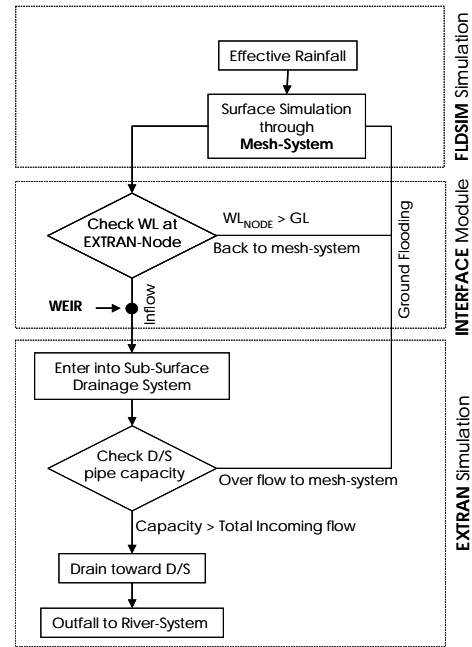 Effective Rainfall
Surface Simulation
through
Mesh-System
FLDSIM Simulation
Check WL at
EXTRAN-Node
WL_NODE > GL
Back to mesh-system
Ground Flooding
WEIR
Inflow
INTERFACE Module
Enter into Sub-Surface
Drainage System
Check D/S
pipe capacity
Over flow to mesh-system
Capacity > Total Incoming flow
Drain toward D/S
Outfall to River-System
EXTRAN Simulation